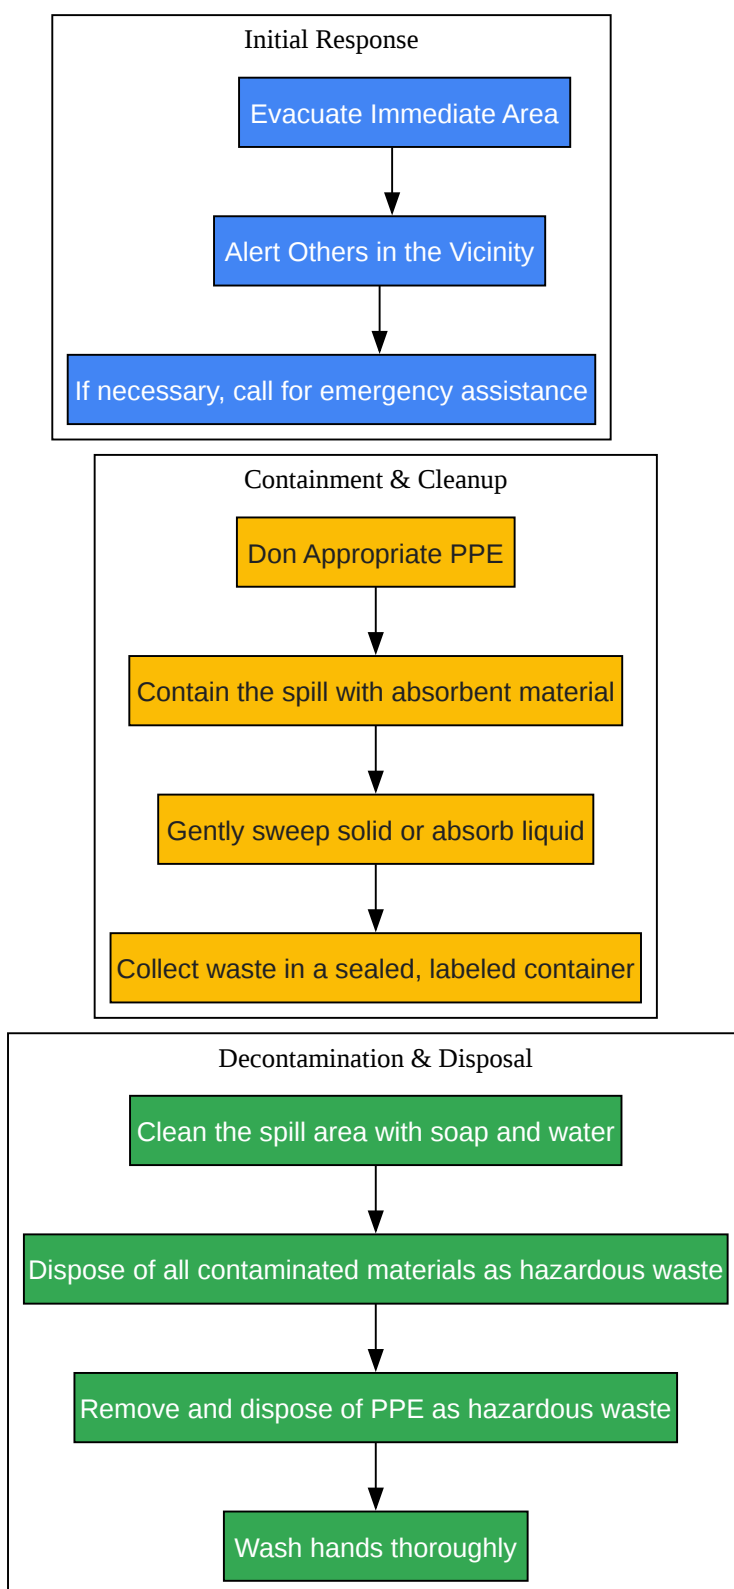 Initial Response
Evacuate Immediate Area
Alert Others in the Vicinity
If necessary, call for emergency assistance
Containment & Cleanup
Don Appropriate PPE
Contain the spill with absorbent material
Gently sweep solid or absorb liquid
Collect waste in a sealed, labeled container
Decontamination & Disposal
Clean the spill area with soap and water
Dispose of all contaminated materials as hazardous waste
Remove and dispose of PPE as hazardous waste
Wash hands thoroughly